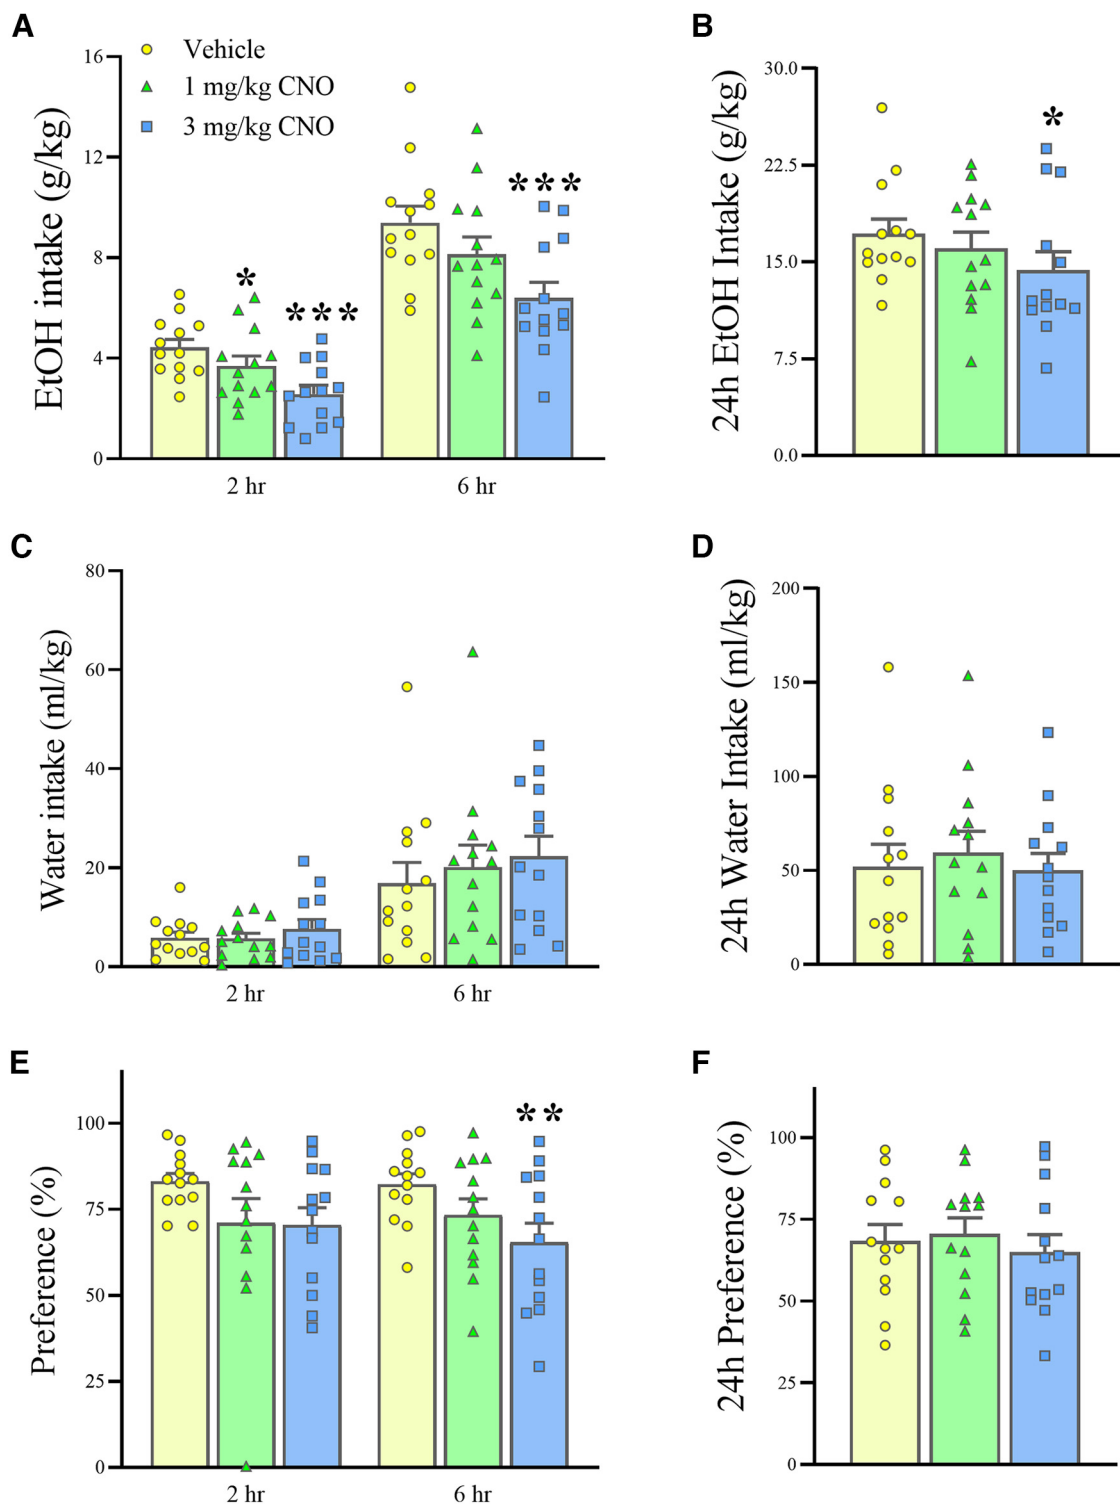 A
Vehicle
1 mg/kg CNO
3 mg/kg CNO
EtOH intake (g/kg)
16
12
8
4
0
*
***
***
2 hr
6 hr
B
24h EtOH Intake (g/kg)
30.0
22.5
15.0
7.5
0.0
*
C
Water intake (ml/kg)
80
60
40
20
0
2 hr
6 hr
D
24h Water Intake (ml/kg)
200
150
100
50
0
E
Preference (%)
100
75
50
25
0
**
2 hr
6 hr
F
24h Preference (%)
100
75
50
25
0